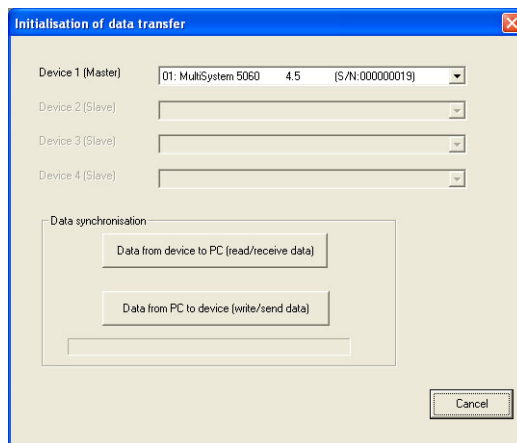 Initialisation of data transfer
Device 1 (Master) 01: MultiSystem 5060 4.5 (S/N:000000019)
Device 2 (Slave)
Device 3 (Slave)
Device 4 (Slave)
Data synchronisation
Data from device to PC (read/receive data)
Data from PC to device (write/send data)
Cancel